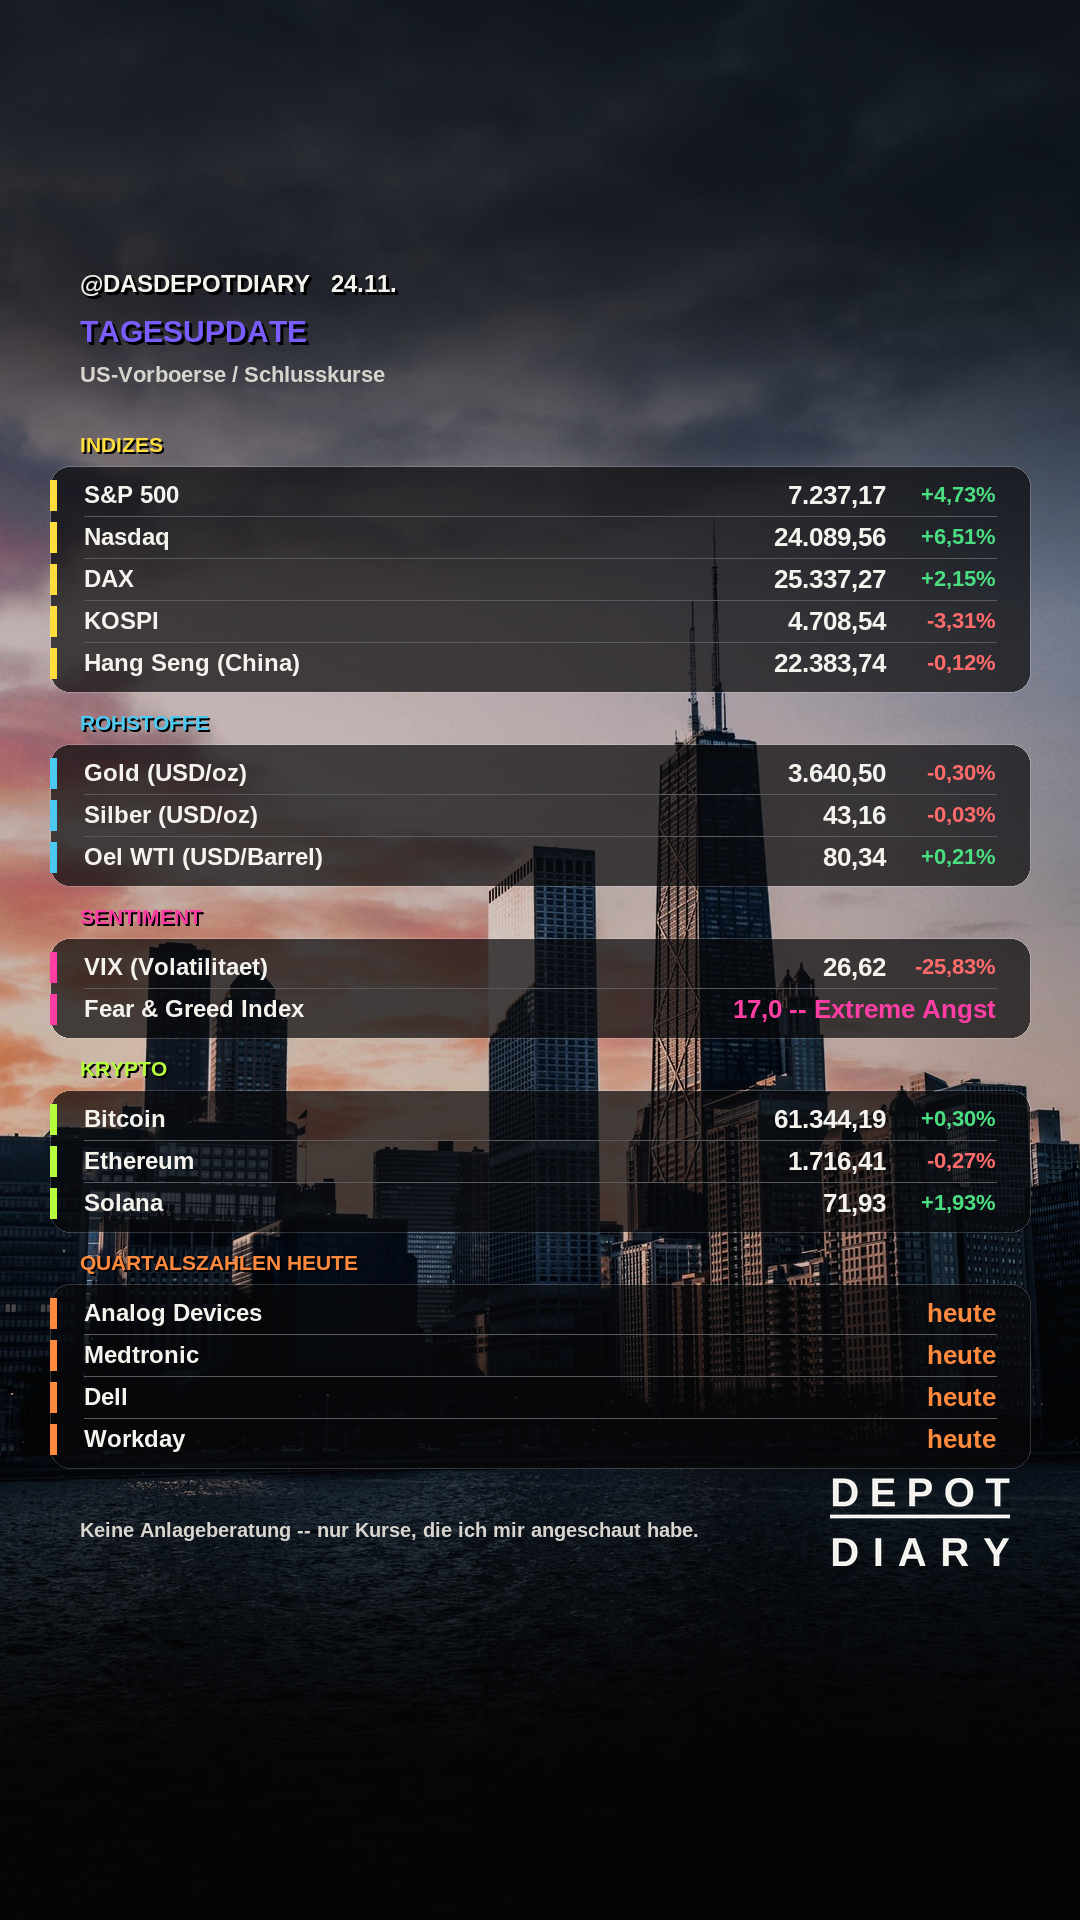 @DASDEPOTDIARY 24.11.
TAGESUPDATE
US-Vorboerse / Schlusskurse
INDIZES
S&P 500 7.237,17 +4,73%
Nasdaq 24.089,56 +6,51%
DAX 25.337,27 +2,15%
KOSPI 4.708,54 -3,31%
Hang Seng (China) 22.383,74 -0,12%
ROHSTOFFE
Gold (USD/oz) 3.640,50 -0,30%
Silber (USD/oz) 43,16 -0,03%
Oel WTI (USD/Barrel) 80,34 +0,21%
SENTIMENT
VIX (Volatilitaet) 26,62 -25,83%
Fear & Greed Index 17,0 -- Extreme Angst
KRYPTO
Bitcoin 61.344,19 +0,30%
Ethereum 1.716,41 -0,27%
Solana 71,93 +1,93%
QUARTALSZAHLEN HEUTE
Analog Devices heute
Medtronic heute
Dell heute
Workday heute
Keine Anlageberatung -- nur Kurse, die ich mir angeschaut habe.
DEPOT
DIARY